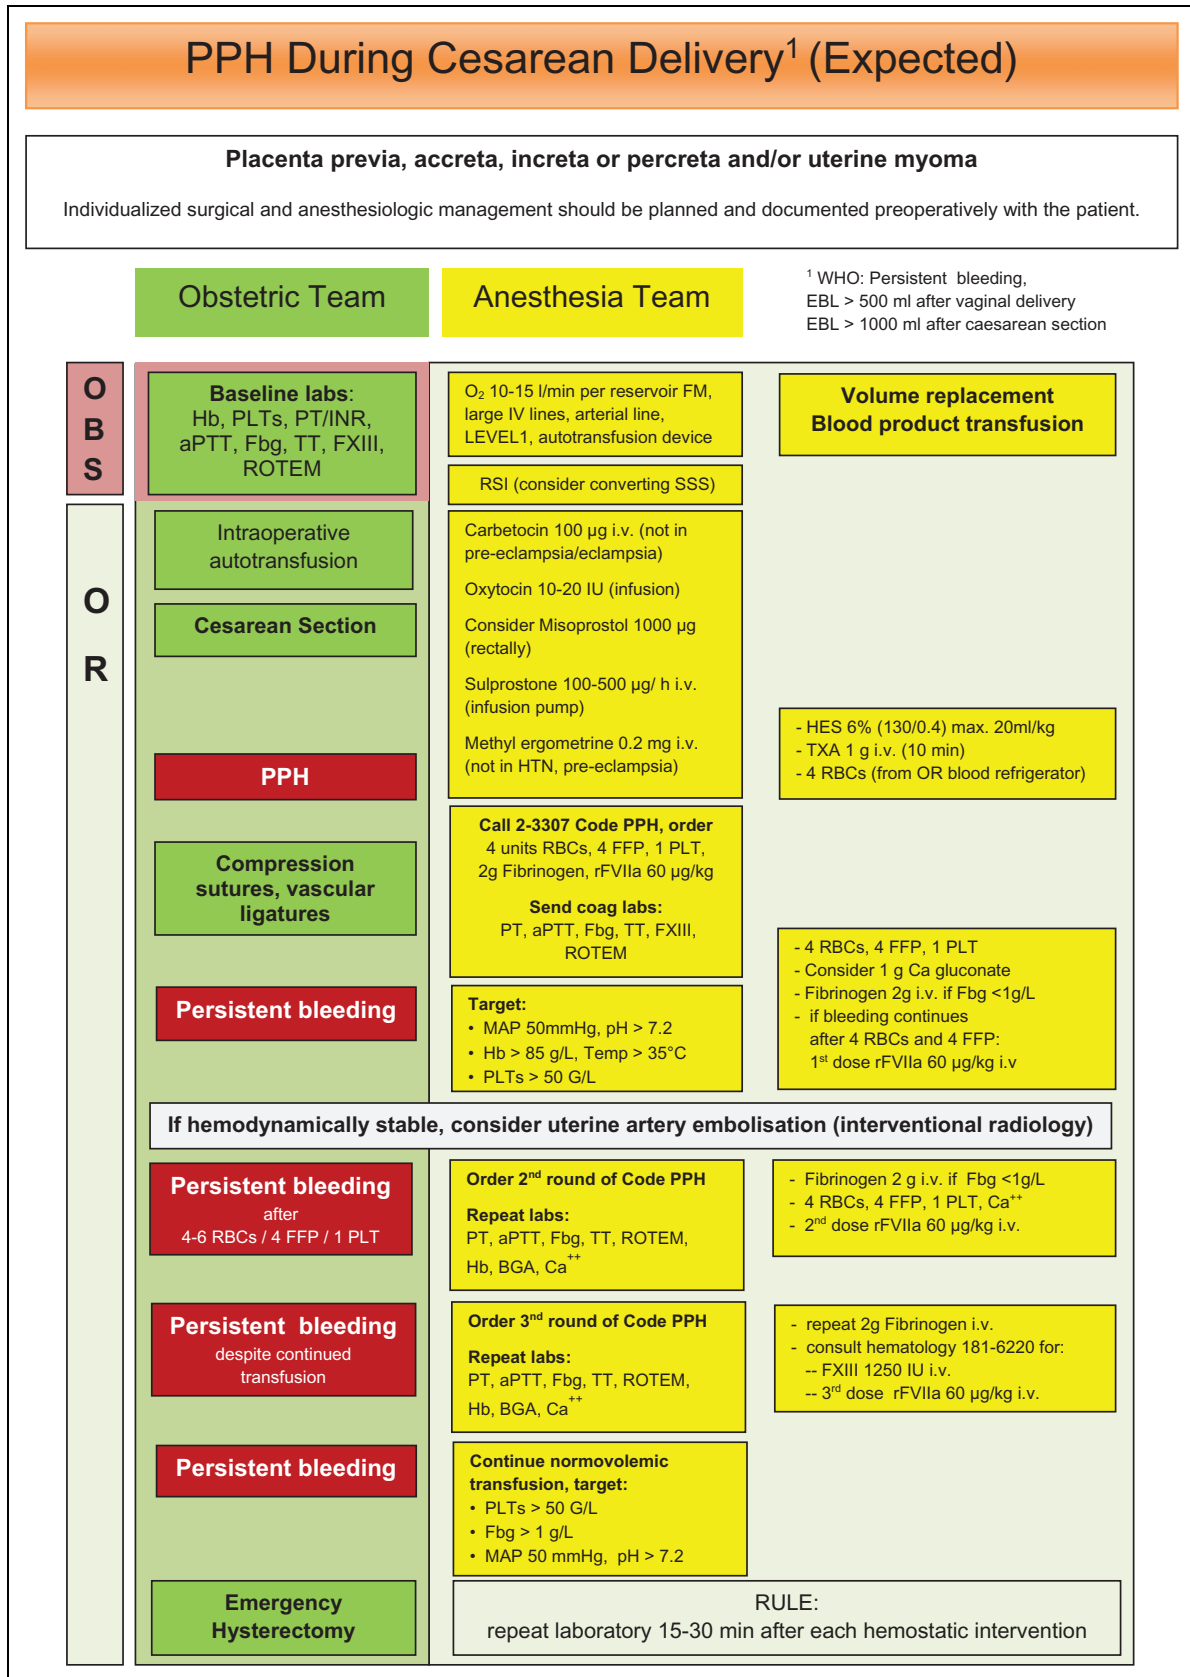 PPH During Cesarean Delivery¹ (Expected)
Placenta previa, accreta, increta or percreta and/or uterine myoma
Individualized surgical and anesthesiologic management should be planned and documented preoperatively with the patient.
Obstetric Team
Anesthesia Team
¹ WHO: Persistent bleeding,
EBL > 500 ml after vaginal delivery
EBL > 1000 ml after caesarean section
O
B
S
Baseline labs:
Hb, PLTs, PT/INR,
aPTT, Fbg, TT, FXIII,
ROTEM
O₂ 10-15 l/min per reservoir FM,
large IV lines, arterial line,
LEVEL1, autotransfusion device
Volume replacement
Blood product transfusion
RSI (consider converting SSS)
O
R
Intraoperative
autotransfusion
Cesarean Section
Carbetocin 100 µg i.v. (not in
pre-eclampsia/eclampsia)
Oxytocin 10-20 IU (infusion)
Consider Misoprostol 1000 µg
(rectally)
Sulprostone 100-500 µg/ h i.v.
(infusion pump)
Methyl ergometrine 0.2 mg i.v.
(not in HTN, pre-eclampsia)
PPH
- HES 6% (130/0.4) max. 20ml/kg
- TXA 1 g i.v. (10 min)
- 4 RBCs (from OR blood refrigerator)
Compression
sutures, vascular
ligatures
Call 2-3307 Code PPH, order
4 units RBCs, 4 FFP, 1 PLT,
2g Fibrinogen, rFVIIa 60 µg/kg
Send coag labs:
PT, aPTT, Fbg, TT, FXIII,
ROTEM
Persistent bleeding
Target:
• MAP 50mmHg, pH > 7.2
• Hb > 85 g/L, Temp > 35°C
• PLTs > 50 G/L
- 4 RBCs, 4 FFP, 1 PLT
- Consider 1 g Ca gluconate
- Fibrinogen 2g i.v. if Fbg <1g/L
- if bleeding continues
after 4 RBCs and 4 FFP:
1st dose rFVIIa 60 µg/kg i.v
If hemodynamically stable, consider uterine artery embolisation (interventional radiology)
Persistent bleeding
after
4-6 RBCs / 4 FFP / 1 PLT
Order 2nd round of Code PPH
Repeat labs:
PT, aPTT, Fbg, TT, ROTEM,
Hb, BGA, Ca++
- Fibrinogen 2 g i.v. if Fbg <1g/L
- 4 RBCs, 4 FFP, 1 PLT, Ca++
- 2nd dose rFVIIa 60 µg/kg i.v.
Persistent bleeding
despite continued
transfusion
Order 3rd round of Code PPH
Repeat labs:
PT, aPTT, Fbg, TT, ROTEM,
Hb, BGA, Ca++
- repeat 2g Fibrinogen i.v.
- consult hematology 181-6220 for:
-- FXIII 1250 IU i.v.
-- 3rd dose rFVIIa 60 µg/kg i.v.
Persistent bleeding
Continue normovolemic
transfusion, target:
• PLTs > 50 G/L
• Fbg > 1 g/L
• MAP 50 mmHg, pH > 7.2
Emergency
Hysterectomy
RULE:
repeat laboratory 15-30 min after each hemostatic intervention